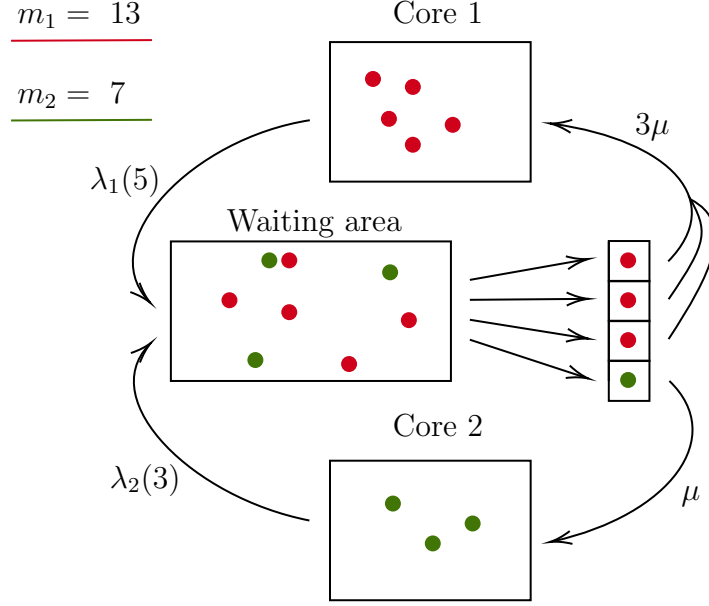 m₁ = 13
Core 1
m₂ = 7
3μ
λ₁(5)
Waiting area
Core 2
λ₂(3)
μ